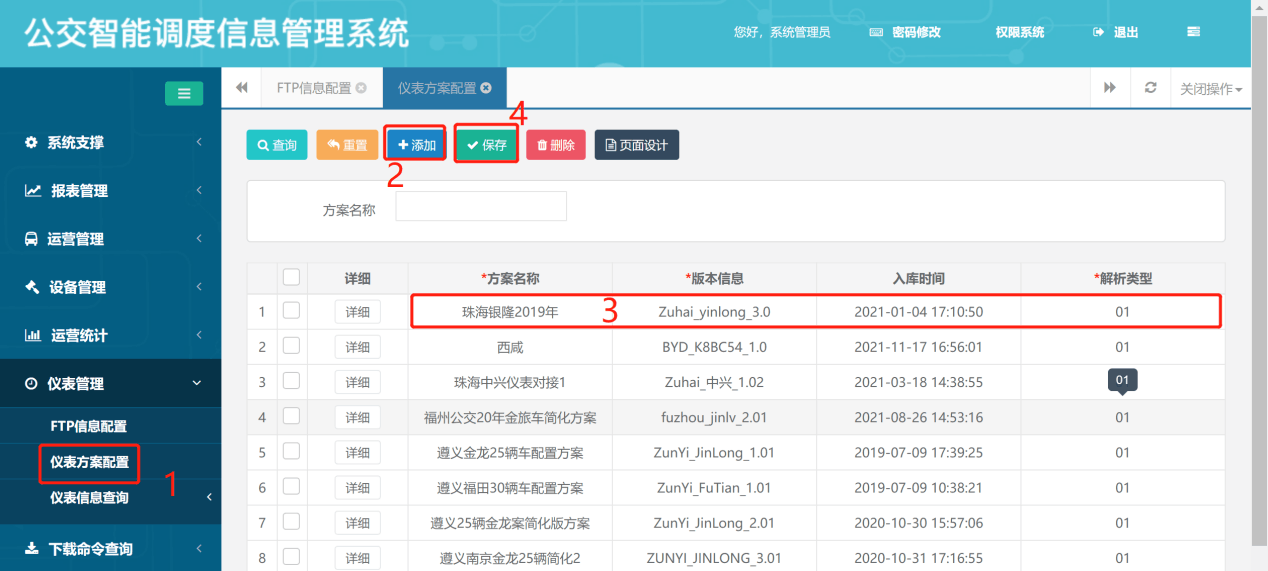 公交智能调度信息管理系统
您好，系统管理员 密码修改 权限系统 退出
FTP信息配置 仪表方案配置 关闭操作
4
查询 重置 添加 保存 删除 页面设计
2
方案名称
系统支撑
报表管理
运营管理
设备管理
运营统计
仪表管理
FTP信息配置
仪表方案配置
1
仪表信息查询
下载命令查询
详细 *方案名称 *版本信息 入库时间 *解析类型
1 详细 珠海银隆2019年 3 Zuhai_yinlong_3.0 2021-01-04 17:10:50 01
2 详细 西咸 BYD_K8BC54_1.0 2021-11-17 16:56:01 01
3 详细 珠海中兴仪表对接1 Zuhai_中兴_1.02 2021-03-18 14:38:55 01
4 详细 福州公交20年金旅车简化方案 fuzhou_jinlv_2.01 2021-08-26 14:53:16 01
5 详细 遵义金龙25辆车配置方案 ZunYi_JinLong_1.01 2019-07-09 17:39:25 01
6 详细 遵义福田30辆车配置方案 ZunYi_FuTian_1.01 2019-07-09 10:38:21 01
7 详细 遵义25辆金龙案简化版方案 ZunYi_JinLong_2.01 2020-10-30 15:57:06 01
8 详细 遵义南京金龙25辆简化2 ZUNYI_JINLONG_3.01 2020-10-31 17:16:55 01